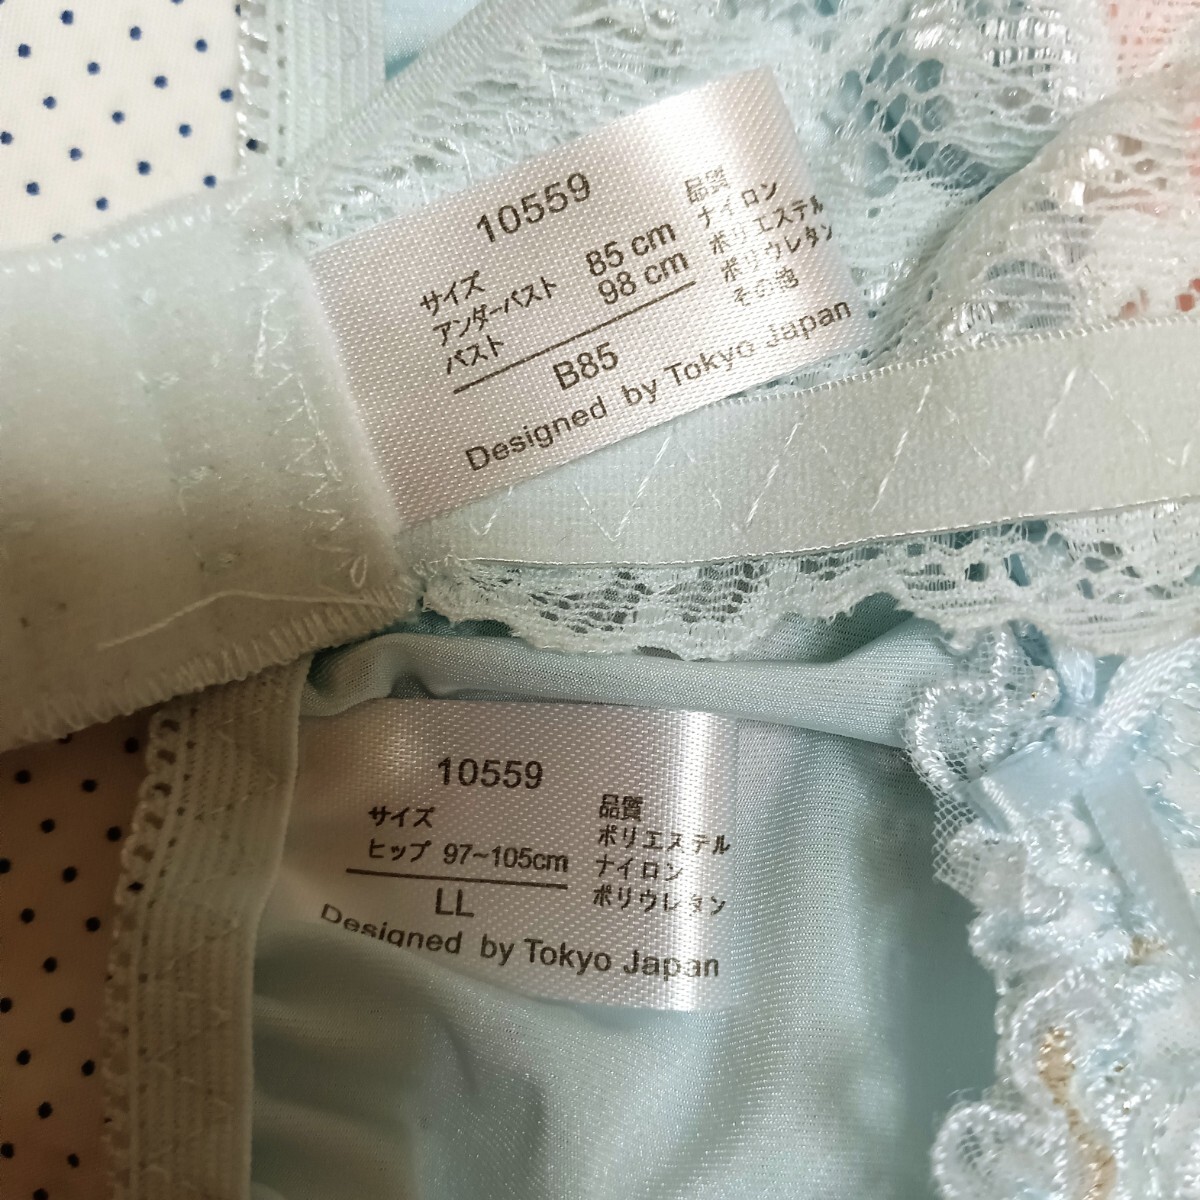 10559
サイズ
アンダーバスト 85 cm
バスト 98 cm
B85
品質
ナイロン
ポリエステル
ポリウレタン
その他
Designed by Tokyo Japan
10559
サイズ
ヒップ 97~105cm
LL
品質
ポリエステル
ナイロン
ポリウレタン
Designed by Tokyo Japan